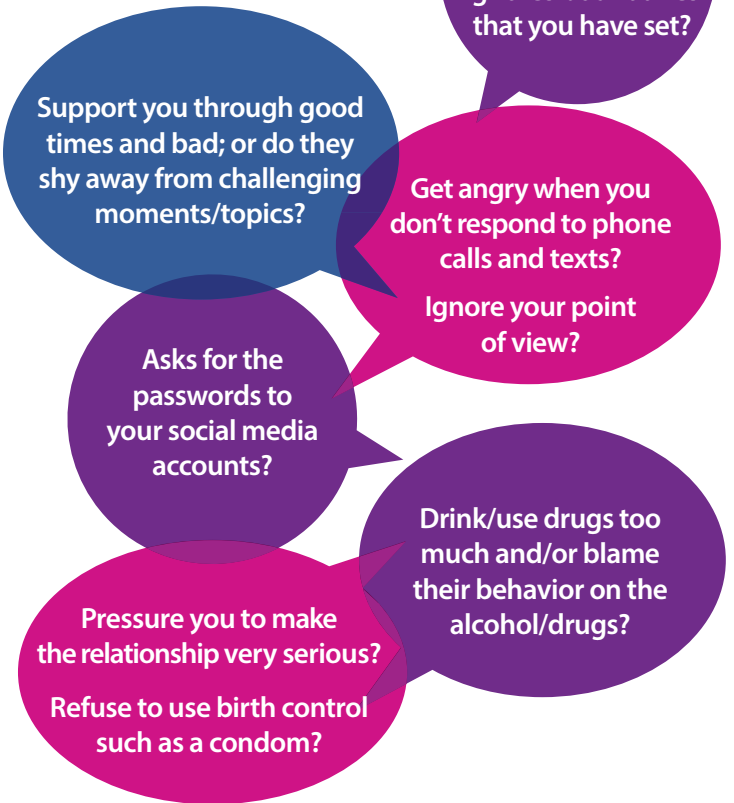 that you have set?
Support you through good
times and bad; or do they
shy away from challenging
moments/topics?
Get angry when you
don’t respond to phone
calls and texts?
Ignore your point
of view?
Asks for the
passwords to
your social media
accounts?
Drink/use drugs too
much and/or blame
their behavior on the
alcohol/drugs?
Pressure you to make
the relationship very serious?
Refuse to use birth control
such as a condom?